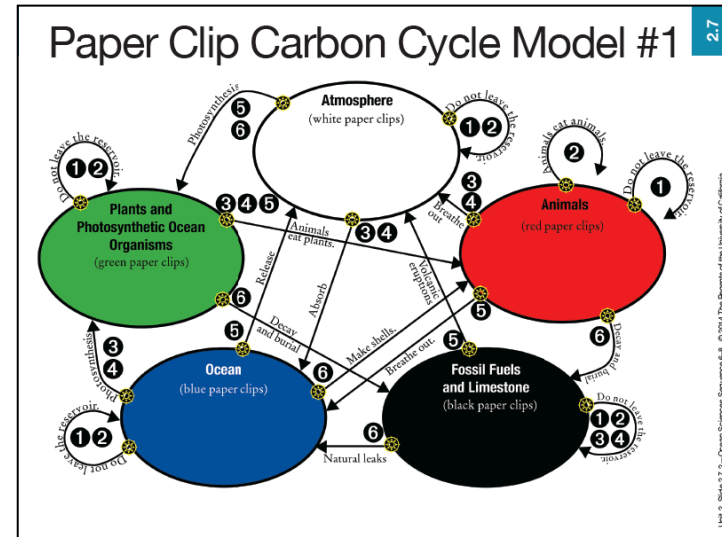 Paper Clip Carbon Cycle Model #1
2.7
Atmosphere
(white paper clips)
Photosynthesis
5
6
Do not leave the reservoir.
1 2
Do not leave the reservoir.
1 2
Plants and
Photosynthetic Ocean
Organisms
(green paper clips)
3 4 5
Animals
eat plants.
3
4
Breathe
out
Animals eat animals.
2
Do not leave the reservoir.
1
Animals
(red paper clips)
3 4
Release
Absorb
Volcanic
eruptions
6
Decay
and burial
5
6
Make shells.
Breathe out.
5
5
6
Decay and
burial
Photosynthesis
3
4
Ocean
(blue paper clips)
Do not leave the reservoir.
1 2
Fossil Fuels
and Limestone
(black paper clips)
Do not leave
the reservoir.
1 2
3 4
6
Natural leaks